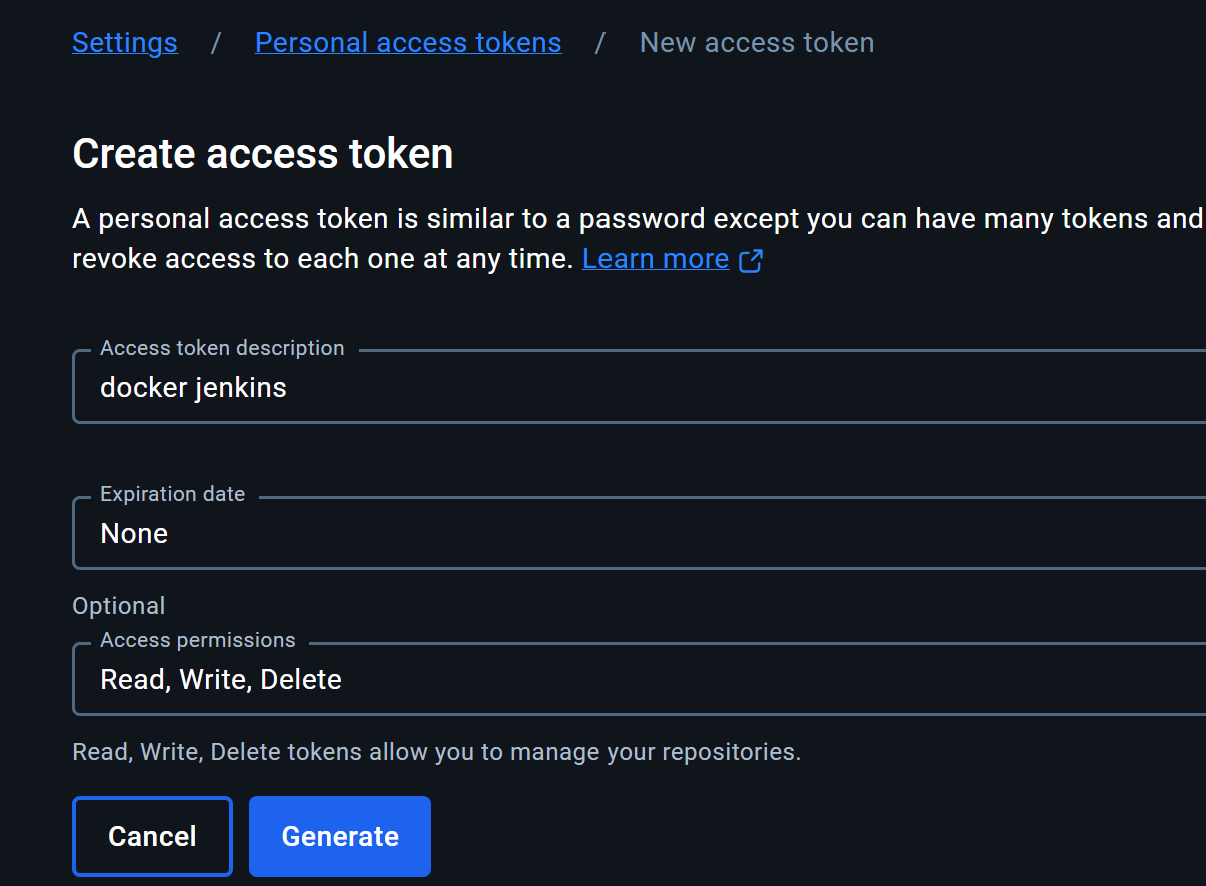 Settings / Personal access tokens / New access token
Create access token
A personal access token is similar to a password except you can have many tokens and
revoke access to each one at any time. Learn more
Access token description
docker jenkins
Expiration date
None
Optional
Access permissions
Read, Write, Delete
Read, Write, Delete tokens allow you to manage your repositories.
Cancel Generate